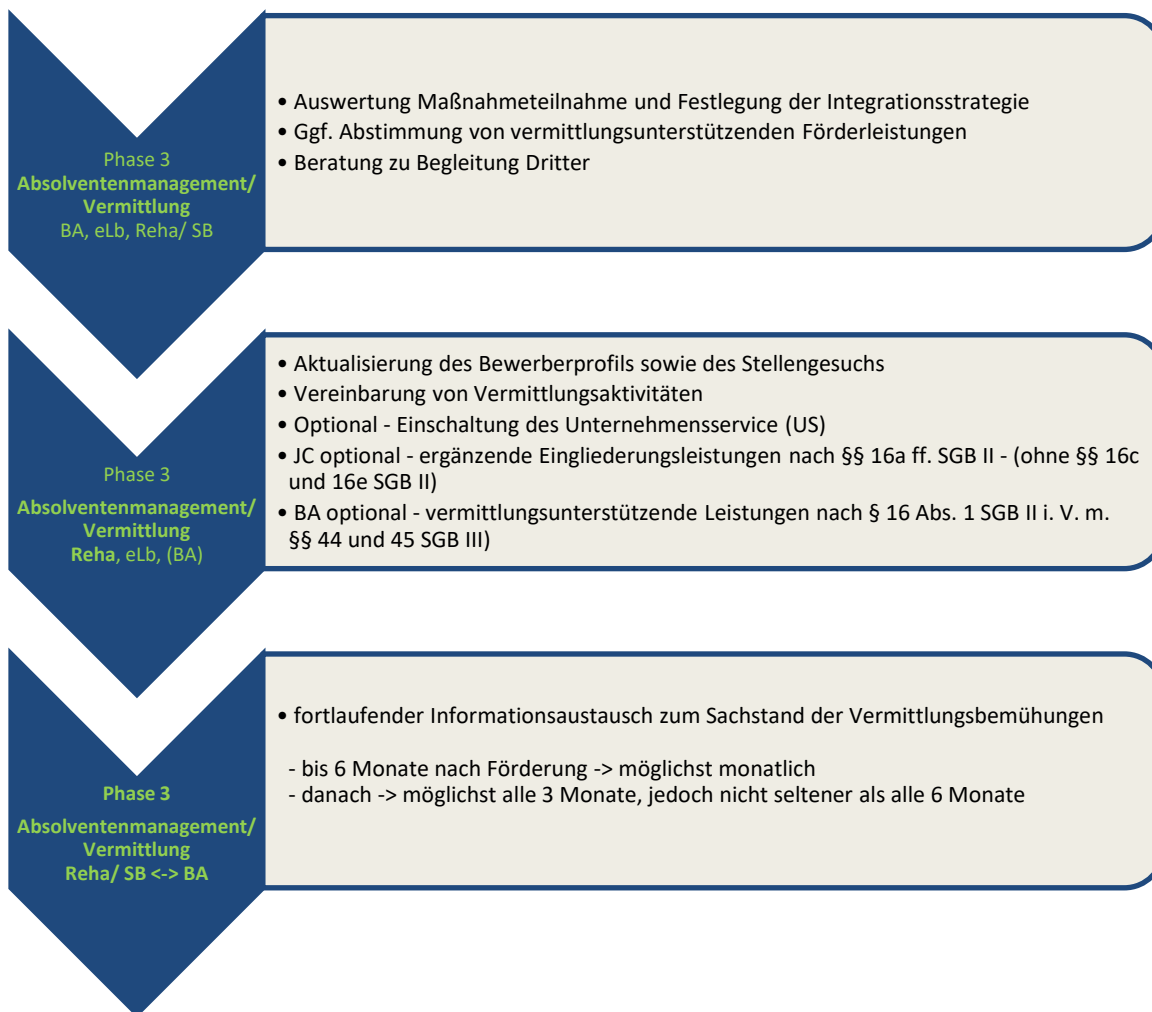 Phase 3
Absolventenmanagement/
Vermittlung
BA, eLb, Reha/ SB
• Auswertung Maßnahmeteilnahme und Festlegung der Integrationsstrategie
• Ggf. Abstimmung von vermittlungsunterstützenden Förderleistungen
• Beratung zu Begleitung Dritter
Phase 3
Absolventenmanagement/
Vermittlung
Reha, eLb, (BA)
• Aktualisierung des Bewerberprofils sowie des Stellengesuchs
• Vereinbarung von Vermittlungsaktivitäten
• Optional - Einschaltung des Unternehmensservice (US)
• JC optional - ergänzende Eingliederungsleistungen nach §§ 16a ff. SGB II - (ohne §§ 16c
und 16e SGB II)
• BA optional - vermittlungsunterstützende Leistungen nach § 16 Abs. 1 SGB II i. V. m.
§§ 44 und 45 SGB III)
Phase 3
Absolventenmanagement/
Vermittlung
Reha/ SB <-> BA
• fortlaufender Informationsaustausch zum Sachstand der Vermittlungsbemühungen
- bis 6 Monate nach Förderung -> möglichst monatlich
- danach -> möglichst alle 3 Monate, jedoch nicht seltener als alle 6 Monate